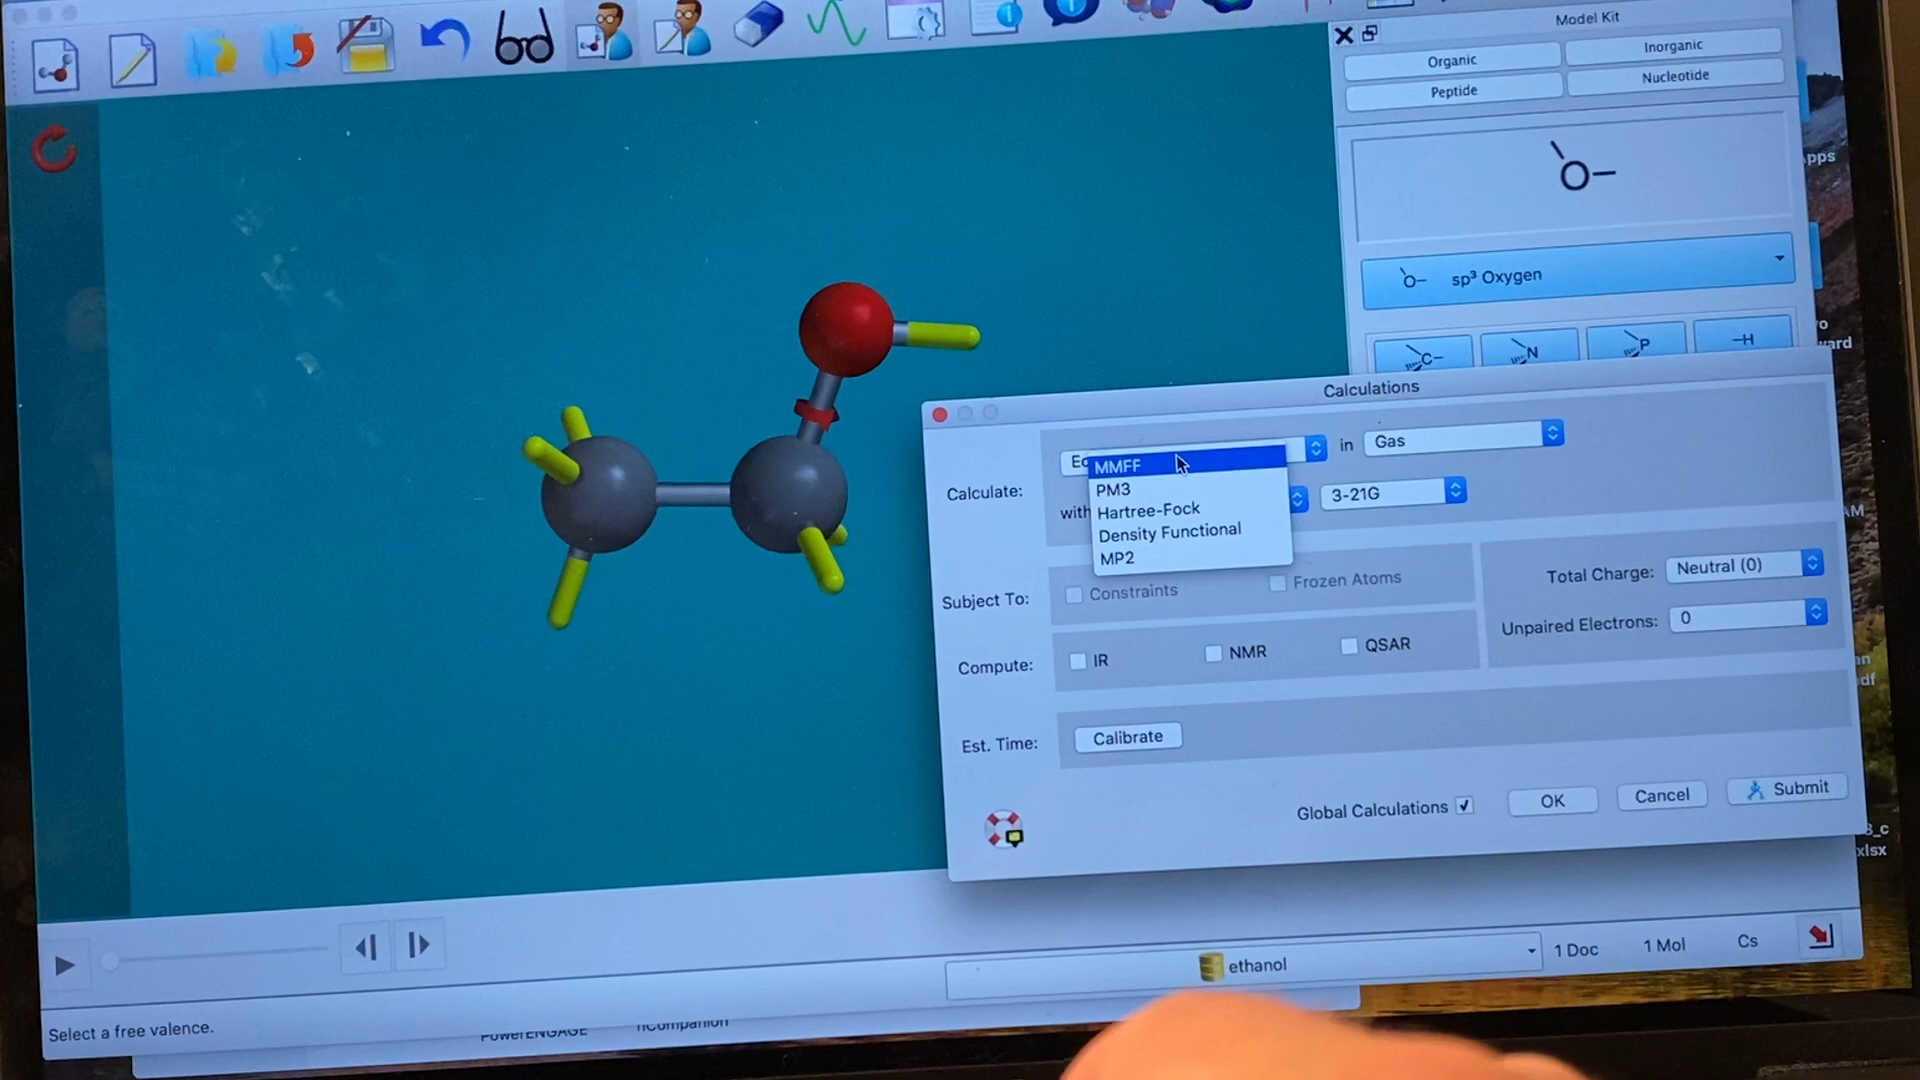 Model Kit
Organic
Inorganic
Peptide
Nucleotide
O
O
sp³ Oxygen
C
N
P
H
Calculations
Calculate:
in
Gas
MMFF
PM3
Hartree-Fock
Density Functional
MP2
with
3-21G
Subject To:
Constraints
Frozen Atoms
Total Charge:
Neutral (0)
Unpaired Electrons:
0
Compute:
IR
NMR
QSAR
Est. Time:
Calibrate
Global Calculations
OK
Cancel
Submit
ethanol
1 Doc
1 Mol
Cs
Select a free valence.
PowerENGAGE